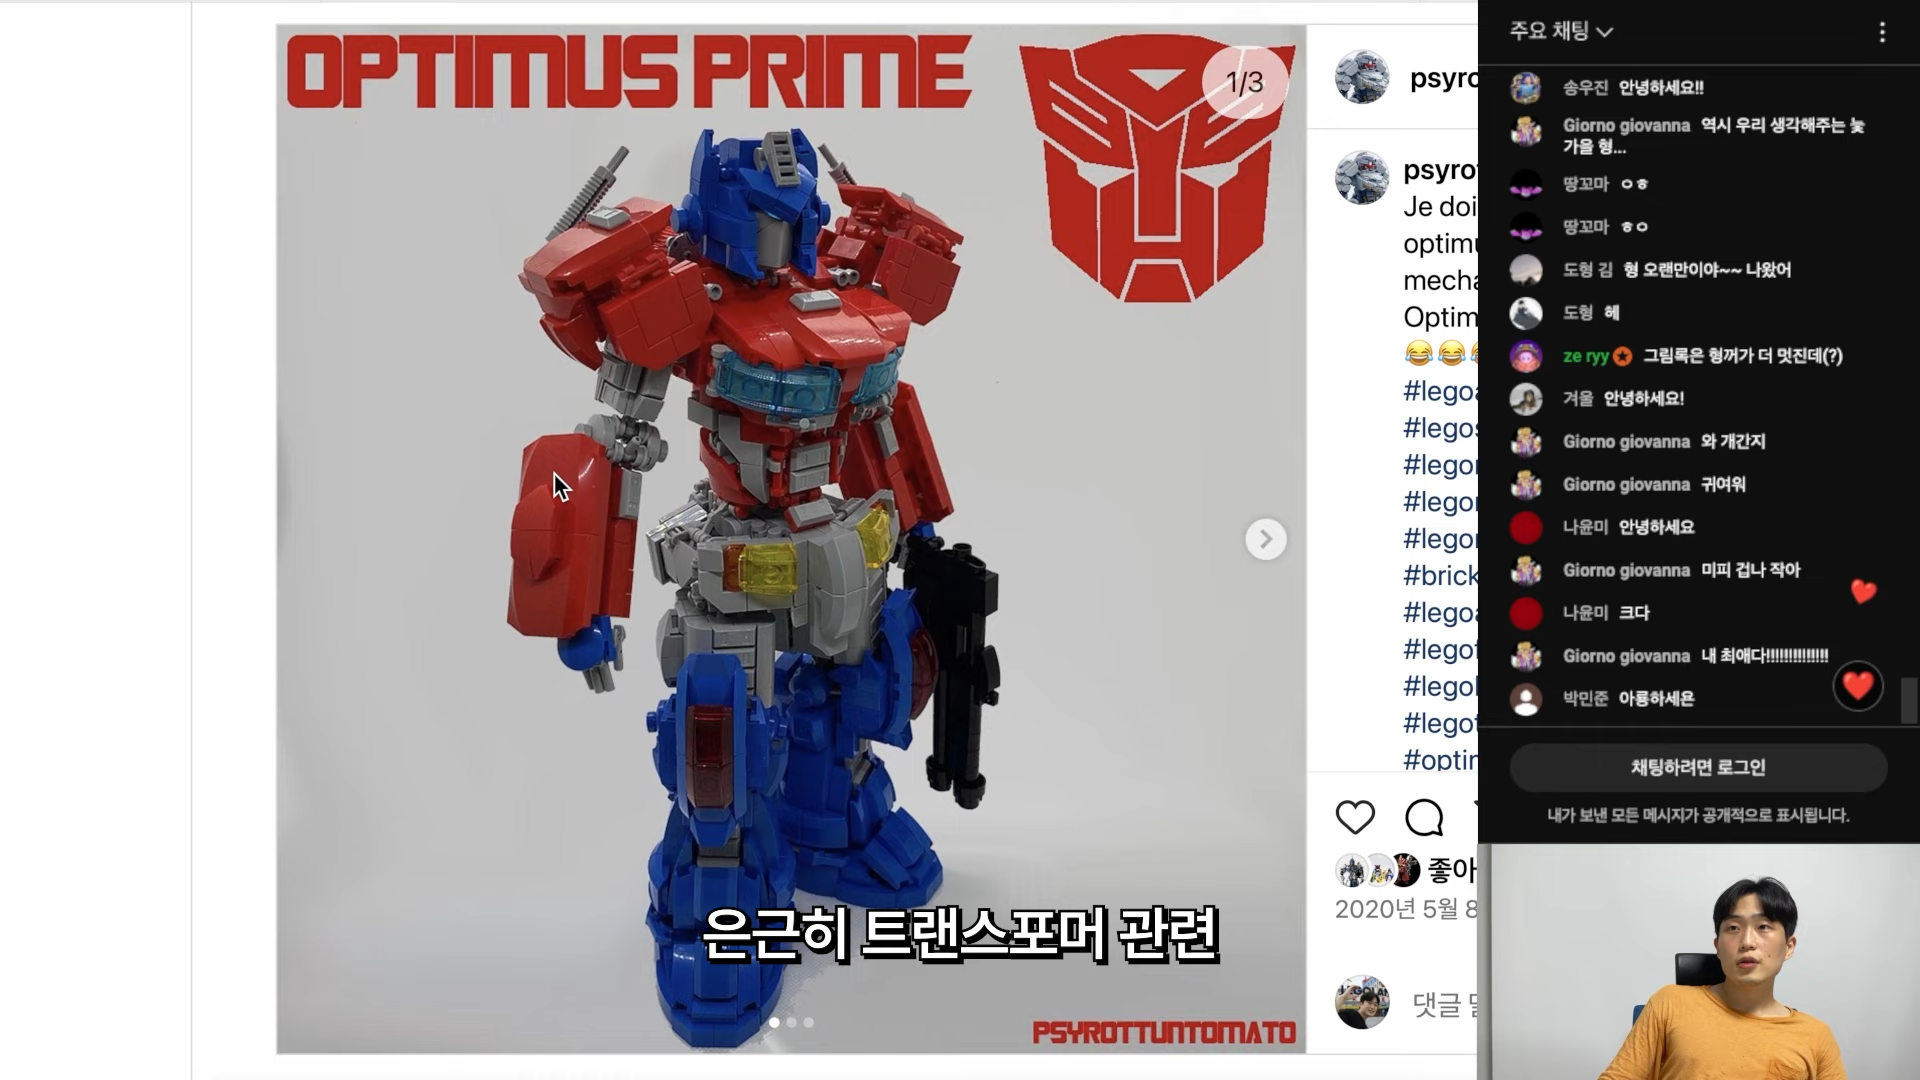 OPTIMUS PRIME
1/3
은근히 트랜스포머 관련
PSYROTTUNTOMATO
psyro
psyro
Je doi
optimu
mecha
Optim
#lego
#legos
#lego
#lego
#lego
#brick
#lego
#legot
#legol
#legot
#optin
좋아
2020년 5월 8
댓글
주요 채팅
송우진 안녕하세요!!
Giorno giovanna 역시 우리 생각해주는 늦
가을 형...
땅꼬마 ㅇㅎ
땅꼬마 ㅎㅇ
도형 김 형 오랜만이야~~ 나왔어
도형 헤
ze ryy 그림록은 형꺼가 더 멋진데(?)
겨울 안녕하세요!
Giorno giovanna 와 개간지
Giorno giovanna 귀여워
나윤미 안녕하세요
Giorno giovanna 미피 겁나 작아
나윤미 크다
Giorno giovanna 내 최애다!!!!!!!!!!!!!!
박민준 아룡하세욘
채팅하려면 로그인
내가 보낸 모든 메시지가 공개적으로 표시됩니다.